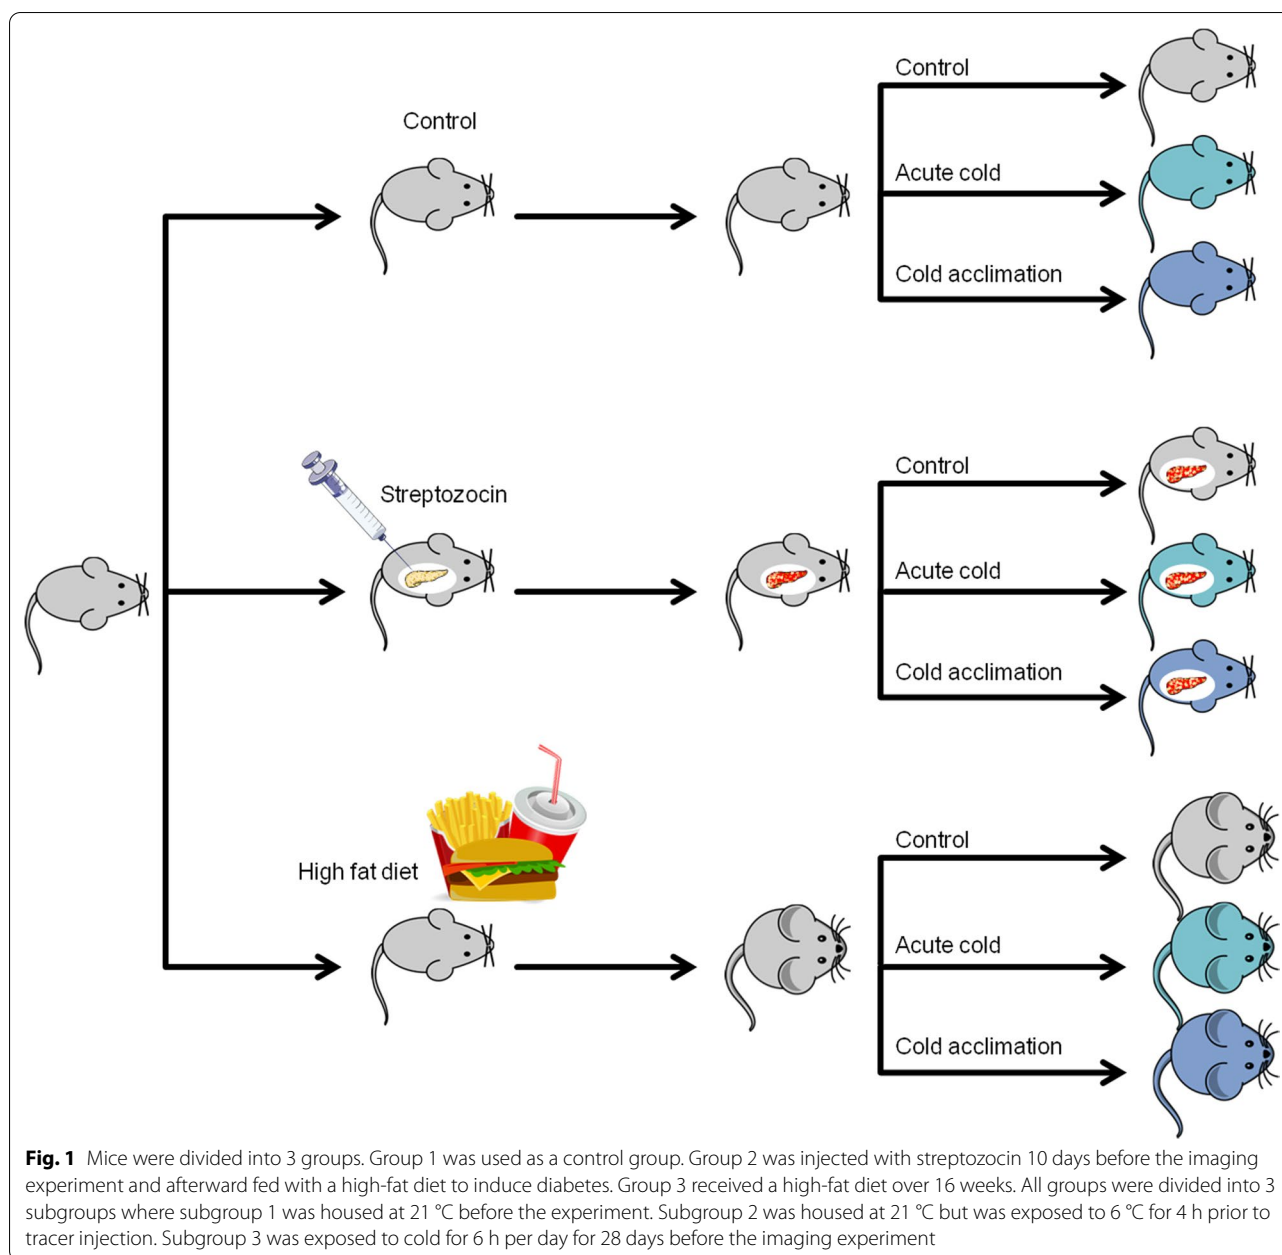 Control
Control
Acute cold
Cold acclimation
Streptozocin
Control
Acute cold
Cold acclimation
High fat diet
Control
Acute cold
Cold acclimation
Fig. 1 Mice were divided into 3 groups. Group 1 was used as a control group. Group 2 was injected with streptozocin 10 days before the imaging
experiment and afterward fed with a high-fat diet to induce diabetes. Group 3 received a high-fat diet over 16 weeks. All groups were divided into 3
subgroups where subgroup 1 was housed at 21 °C before the experiment. Subgroup 2 was housed at 21 °C but was exposed to 6 °C for 4 h prior to
tracer injection. Subgroup 3 was exposed to cold for 6 h per day for 28 days before the imaging experiment